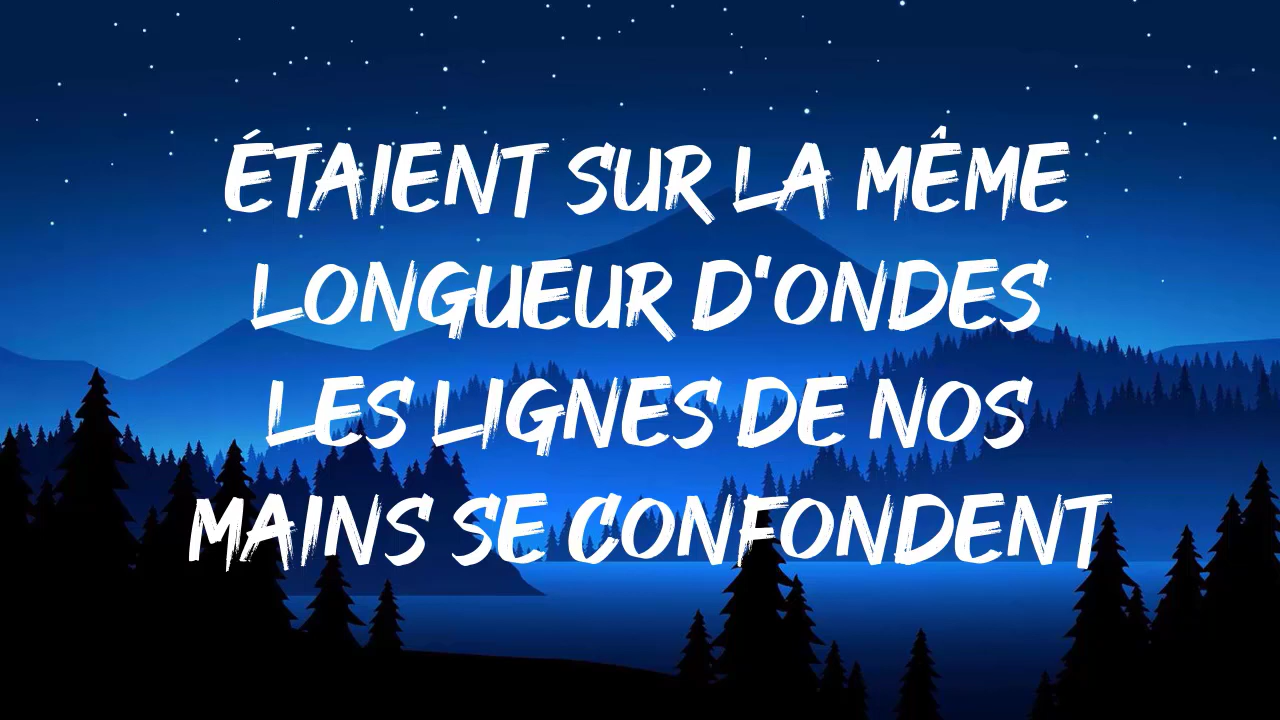 ÉTAIENT SUR LA MÊME
LONGUEUR D'ONDES
LES LIGNES DE NOS
MAINS SE CONFONDENT